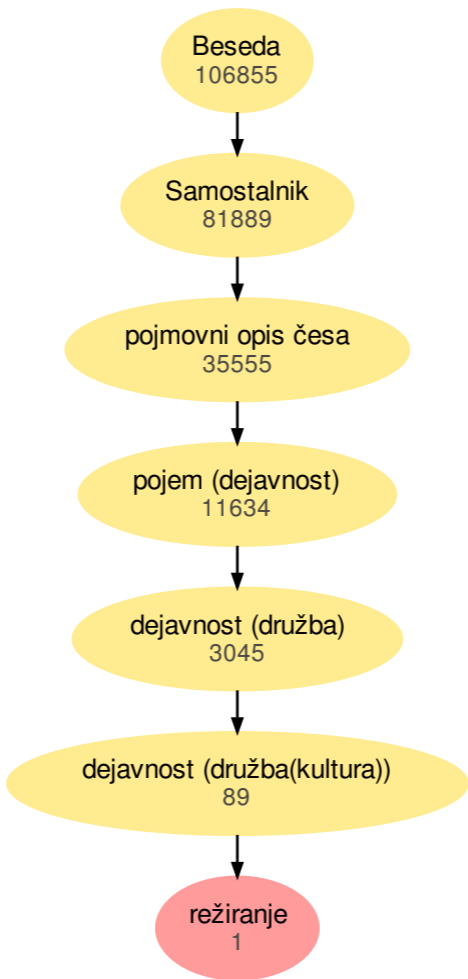 Beseda
106855
Samostalnik
81889
pojmovni opis česa
35555
pojem (dejavnost)
11634
dejavnost (družba)
3045
dejavnost (družba(kultura))
89
režiranje
1